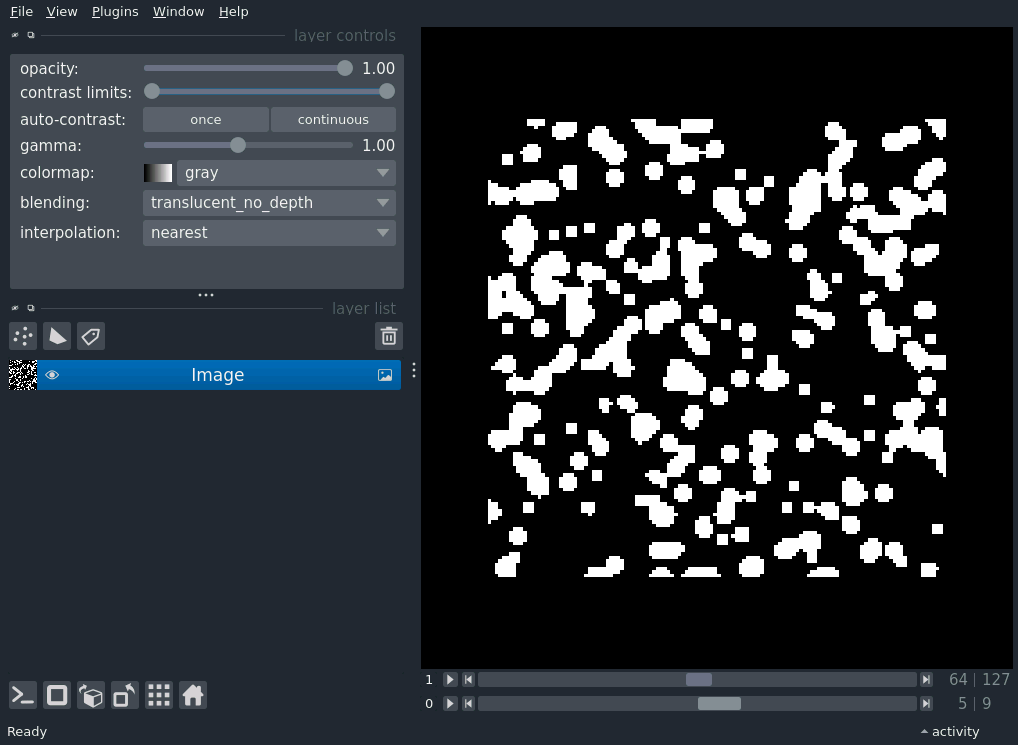 File View Plugins Window Help
layer controls
opacity: 1.00
contrast limits:
auto-contrast: once continuous
gamma: 1.00
colormap: gray
blending: translucent_no_depth
interpolation: nearest
layer list
Image
1 64 | 127
0 5 | 9
Ready activity